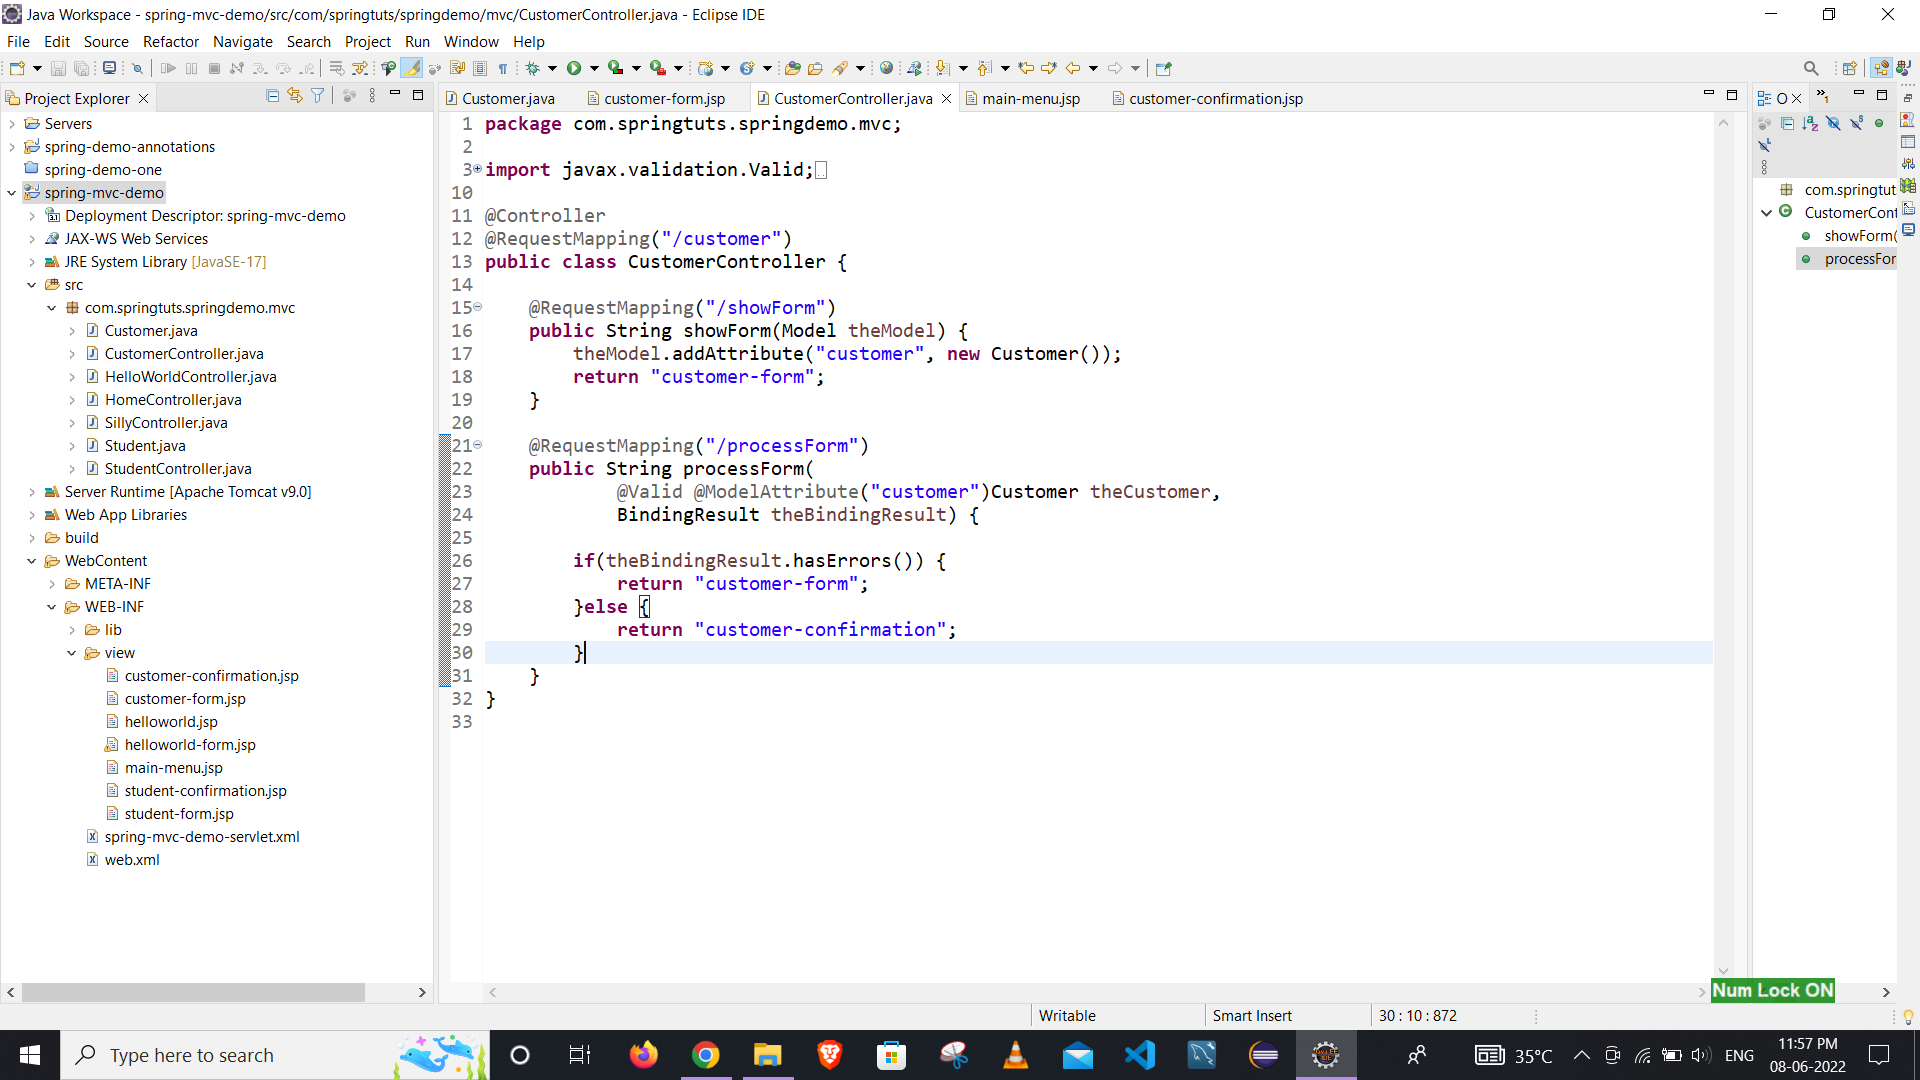 Java Workspace - spring-mvc-demo/src/com/springtuts/springdemo/mvc/CustomerController.java - Eclipse IDE
File Edit Source Refactor Navigate Search Project Run Window Help
Project Explorer
Servers
spring-demo-annotations
spring-demo-one
spring-mvc-demo
Deployment Descriptor: spring-mvc-demo
JAX-WS Web Services
JRE System Library [JavaSE-17]
src
com.springtuts.springdemo.mvc
Customer.java
CustomerController.java
HelloWorldController.java
HomeController.java
SillyController.java
Student.java
StudentController.java
Server Runtime [Apache Tomcat v9.0]
Web App Libraries
build
WebContent
META-INF
WEB-INF
lib
view
customer-confirmation.jsp
customer-form.jsp
helloworld.jsp
helloworld-form.jsp
main-menu.jsp
student-confirmation.jsp
student-form.jsp
spring-mvc-demo-servlet.xml
web.xml
Customer.java customer-form.jsp CustomerController.java main-menu.jsp customer-confirmation.jsp
1 package com.springtuts.springdemo.mvc;
2
3 import javax.validation.Valid;
10
11 @Controller
12 @RequestMapping("/customer")
13 public class CustomerController {
14
15 @RequestMapping("/showForm")
16 public String showForm(Model theModel) {
17 theModel.addAttribute("customer", new Customer());
18 return "customer-form";
19 }
20
21 @RequestMapping("/processForm")
22 public String processForm(
23 @Valid @ModelAttribute("customer")Customer theCustomer,
24 BindingResult theBindingResult) {
25
26 if(theBindingResult.hasErrors()) {
27 return "customer-form";
28 }else {
29 return "customer-confirmation";
30 }
31 }
32 }
33
O
com.springtut
CustomerCont
showForm(
processFor
Num Lock ON
Writable Smart Insert 30 : 10 : 872
Type here to search
35°C ENG 11:57 PM
08-06-2022